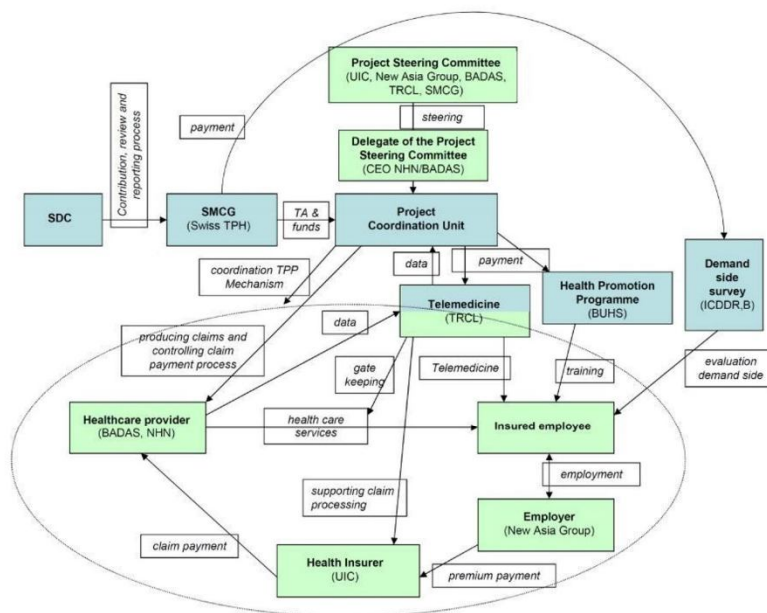 Project Steering Committee
(UIC, New Asia Group, BADAS,
TRCL, SMCG)
Contribution, review and
reporting process
payment
steering
Delegate of the Project
Steering Committee
(CEO NHN/BADAS)
SDC
SMCG
(Swiss TPH)
TA &
funds
Project
Coordination Unit
coordination TPP
Mechanism
data
payment
Telemedicine
(TRCL)
Health Promotion
Programme
(BUHS)
Demand
side
survey
(ICDDR,B)
data
producing claims and
controlling claim
payment process
gate
keeping
Telemedicine
training
evaluation
demand side
Healthcare provider
(BADAS, NHN)
health care
services
Insured employee
supporting claim
processing
employment
Employer
(New Asia Group)
claim payment
Health Insurer
(UIC)
premium payment